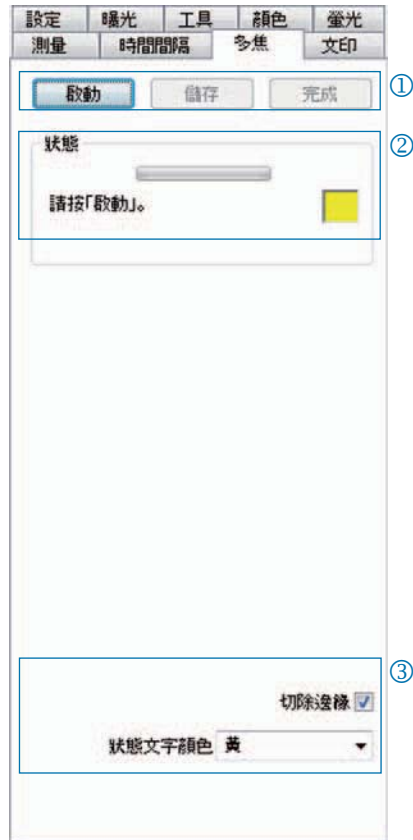 設定 曝光 工具 顏色 螢光
測量 時間間隔 多焦 文印
啟動 儲存 完成 ①
狀態 ②
請按「啟動」。
③
切除邊緣
狀態文字顏色 黃